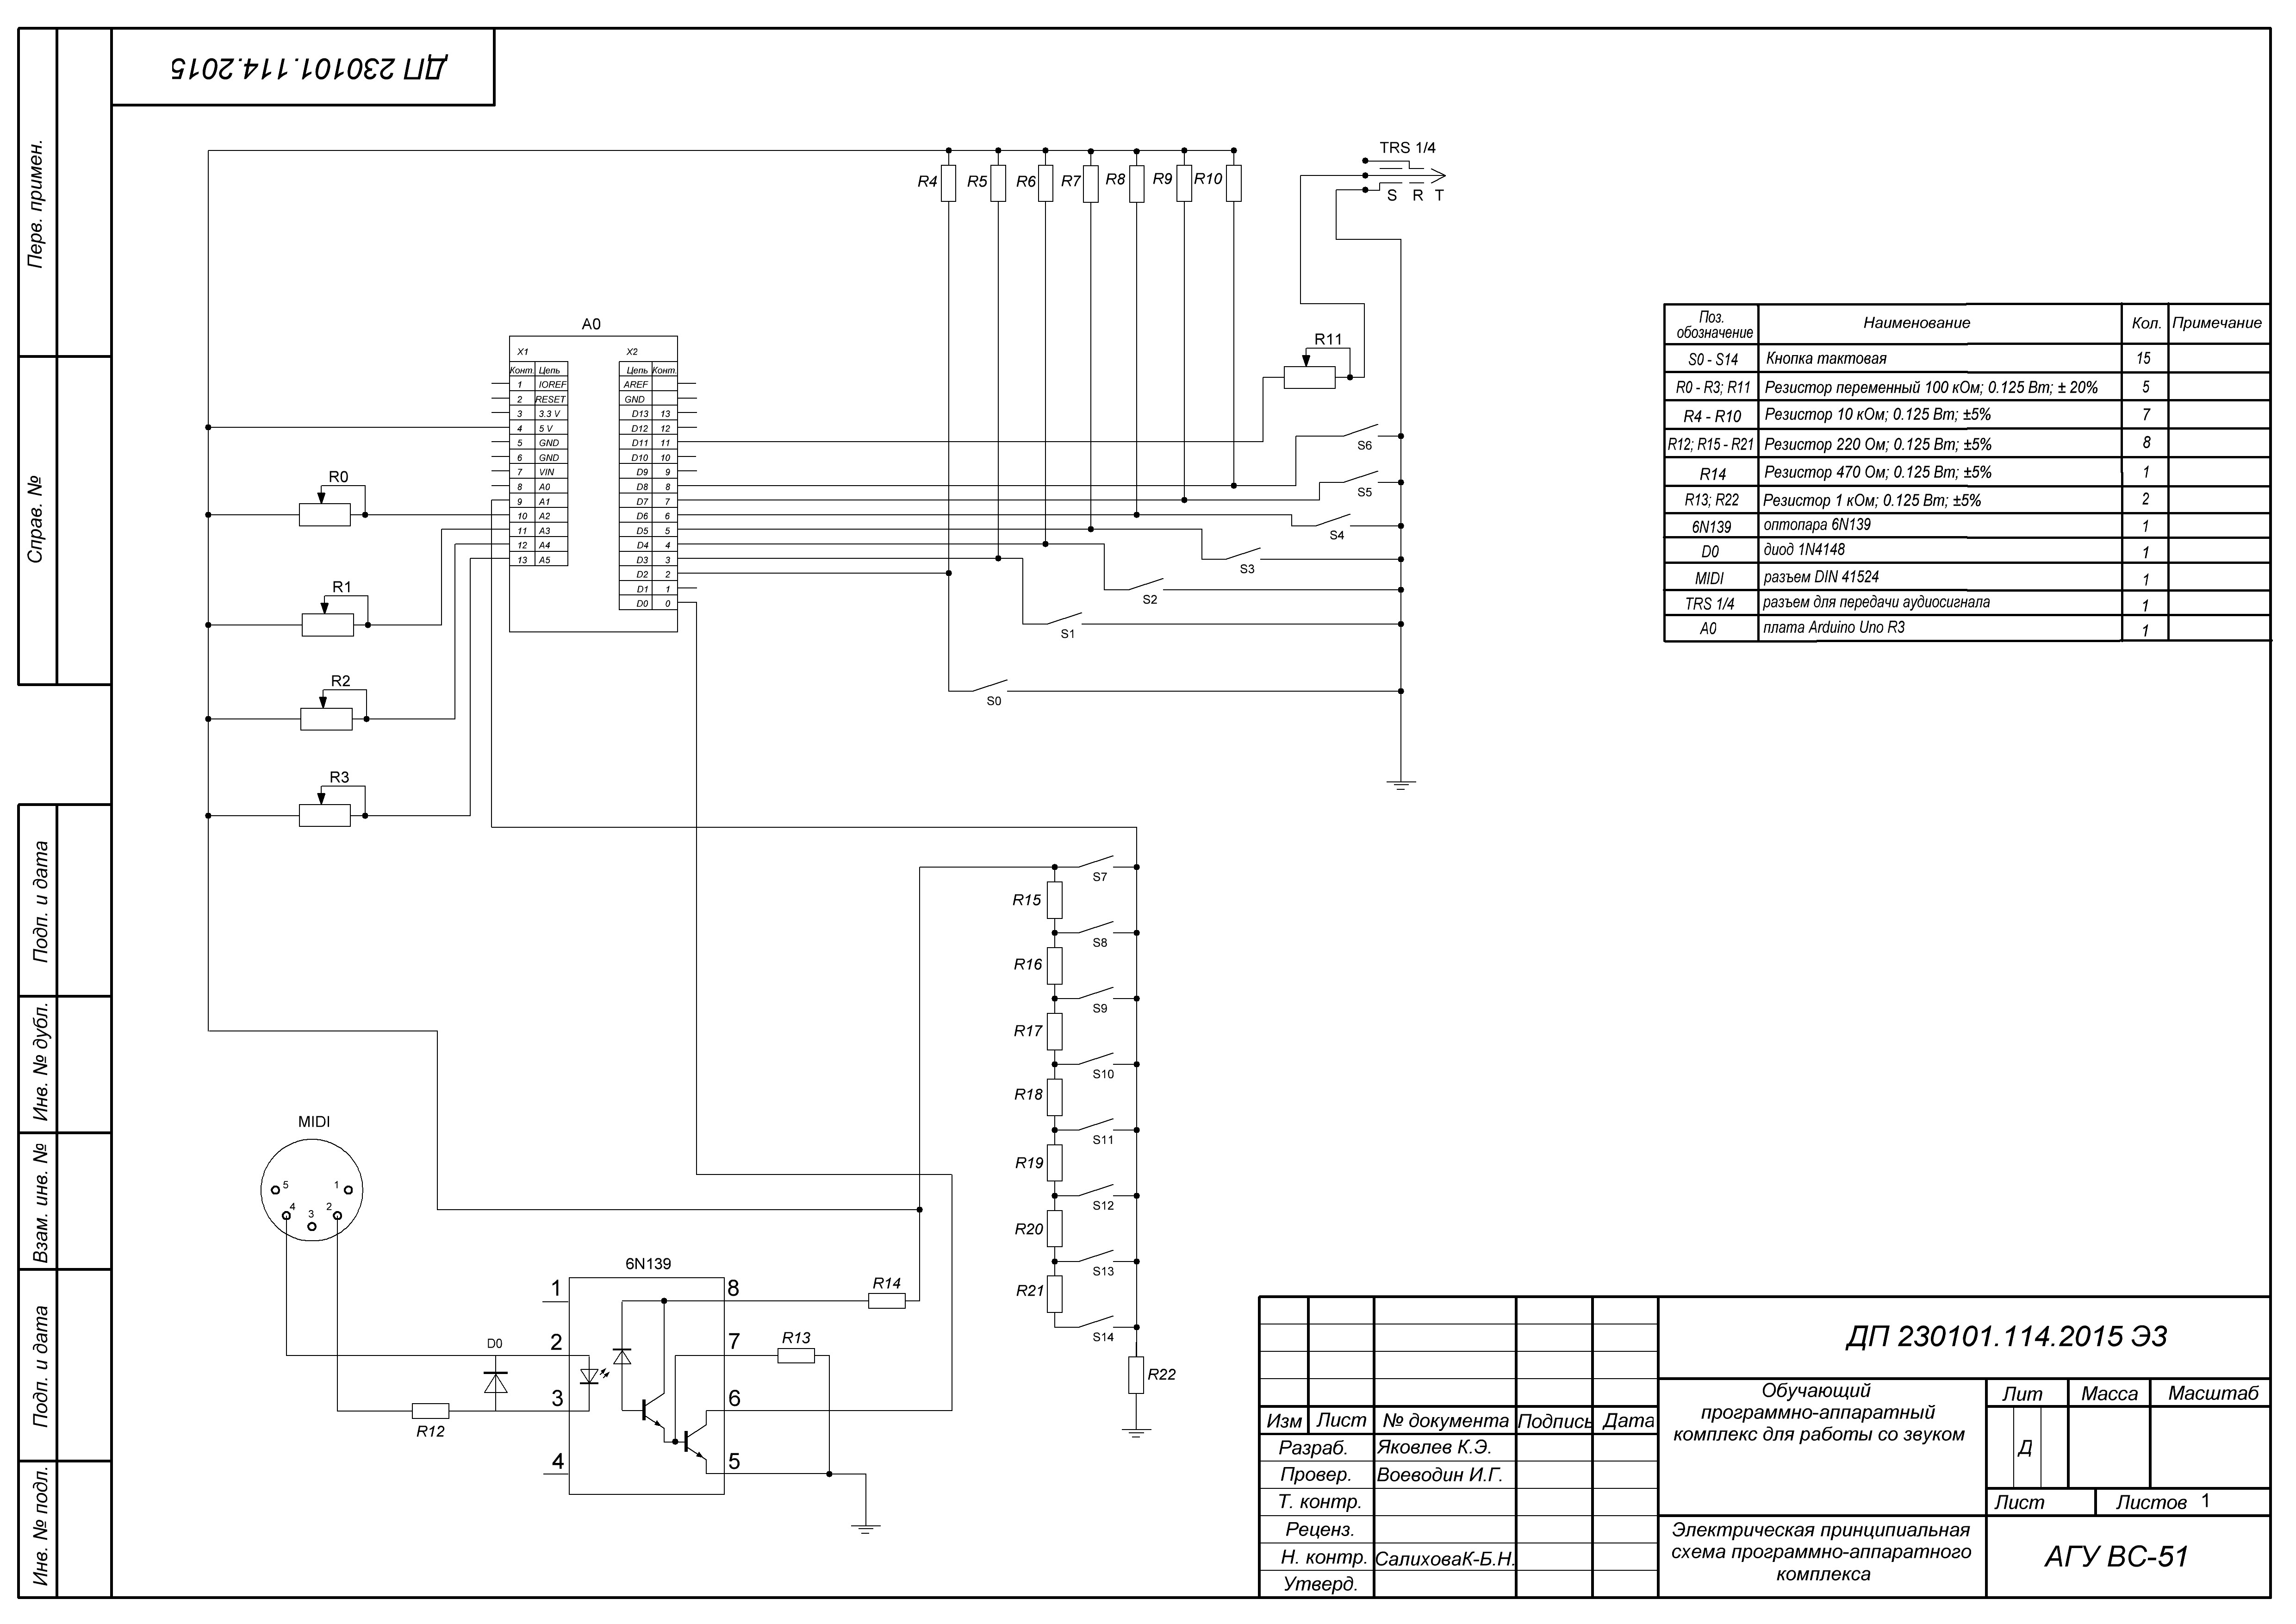 ДП 230101.114.2015
Перв. примен.
Справ. №
Подп. и дата
Инв. № дубл.
Взам. инв. №
Подп. и дата
Инв. № подл.
R4 R5 R6 R7 R8 R9 R10
TRS 1/4
S R T
A0
X1 X2
Конт. Цепь Цепь Конт.
1 IOREF AREF
2 RESET GND
3 3.3 V D13 13
4 5 V D12 12
5 GND D11 11
6 GND D10 10
7 VIN D9 9
8 A0 D8 8
9 A1 D7 7
10 A2 D6 6
11 A3 D5 5
12 A4 D4 4
13 A5 D3 3
D2 2
D1 1
D0 0
R0
R1
R2
R3
R11
S6
S5
S4
S3
S2
S1
S0
Поз. обозначение Наименование Кол. Примечание
S0 - S14 Кнопка тактовая 15
R0 - R3; R11 Резистор переменный 100 кОм; 0.125 Вт; ± 20% 5
R4 - R10 Резистор 10 кОм; 0.125 Вт; ±5% 7
R12; R15 - R21 Резистор 220 Ом; 0.125 Вт; ±5% 8
R14 Резистор 470 Ом; 0.125 Вт; ±5% 1
R13; R22 Резистор 1 кОм; 0.125 Вт; ±5% 2
6N139 оптопара 6N139 1
D0 диод 1N4148 1
MIDI разъем DIN 41524 1
TRS 1/4 разъем для передачи аудиосигнала 1
A0 плата Arduino Uno R3 1
S7
R15
S8
R16
S9
R17
S10
R18
S11
R19
S12
R20
S13
R21
S14
R22
MIDI
5 1
4 3 2
6N139
1 8
2 7
3 6
4 5
D0
R12
R14
R13
ДП 230101.114.2015 Э3
Обучающий
программно-аппаратный
комплекс для работы со звуком
Лит Масса Масштаб
Д
Лист Листов 1
Изм Лист № документа Подпись Дата
Разраб. Яковлев К.Э.
Провер. Воеводин И.Г.
Т. контр.
Реценз.
Н. контр. СалиховаК-Б.Н.
Утверд.
Электрическая принципиальная
схема программно-аппаратного
комплекса
АГУ ВС-51